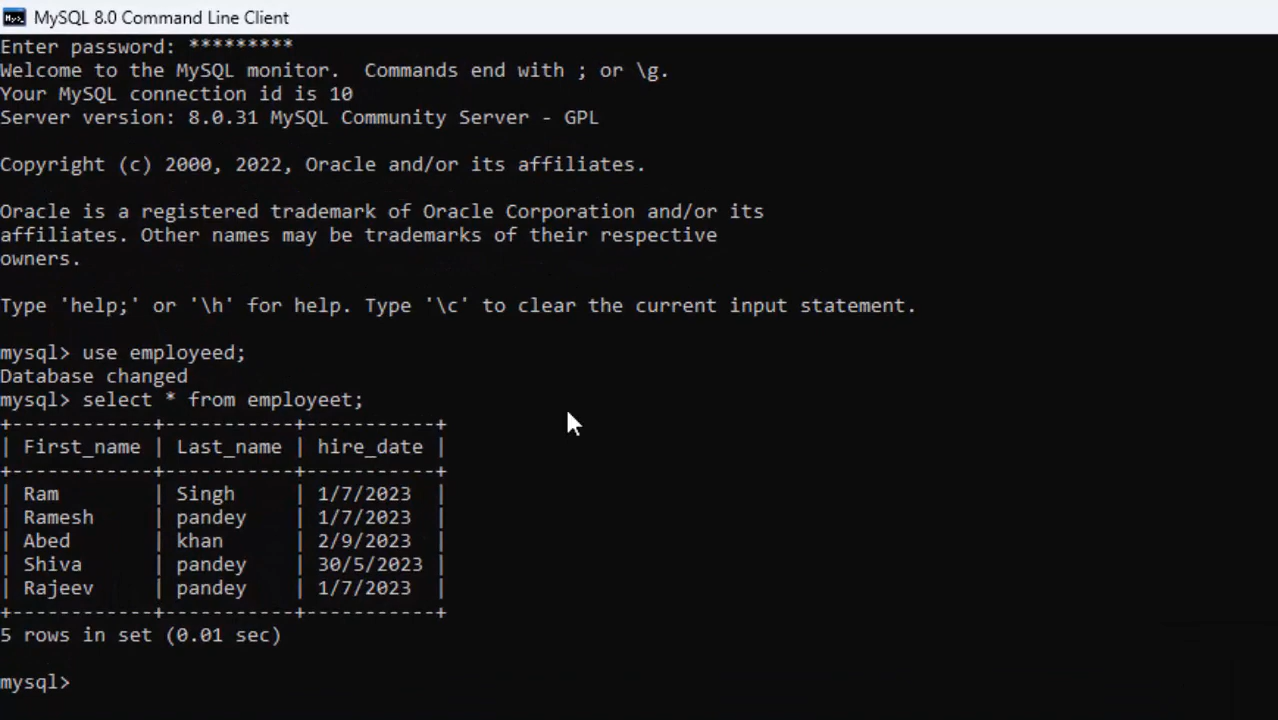 MySQL 8.0 Command Line Client
Enter password: *********
Welcome to the MySQL monitor.  Commands end with ; or \g.
Your MySQL connection id is 10
Server version: 8.0.31 MySQL Community Server - GPL
Copyright (c) 2000, 2022, Oracle and/or its affiliates.
Oracle is a registered trademark of Oracle Corporation and/or its
affiliates. Other names may be trademarks of their respective
owners.
Type 'help;' or '\h' for help. Type '\c' to clear the current input statement.
mysql> use employeed;
Database changed
mysql> select * from employeet;
+------------+-----------+-----------+
| First_name | Last_name | hire_date |
+------------+-----------+-----------+
| Ram        | Singh     | 1/7/2023  |
| Ramesh     | pandey    | 1/7/2023  |
| Abed       | khan      | 2/9/2023  |
| Shiva      | pandey    | 30/5/2023 |
| Rajeev     | pandey    | 1/7/2023  |
+------------+-----------+-----------+
5 rows in set (0.01 sec)
mysql>